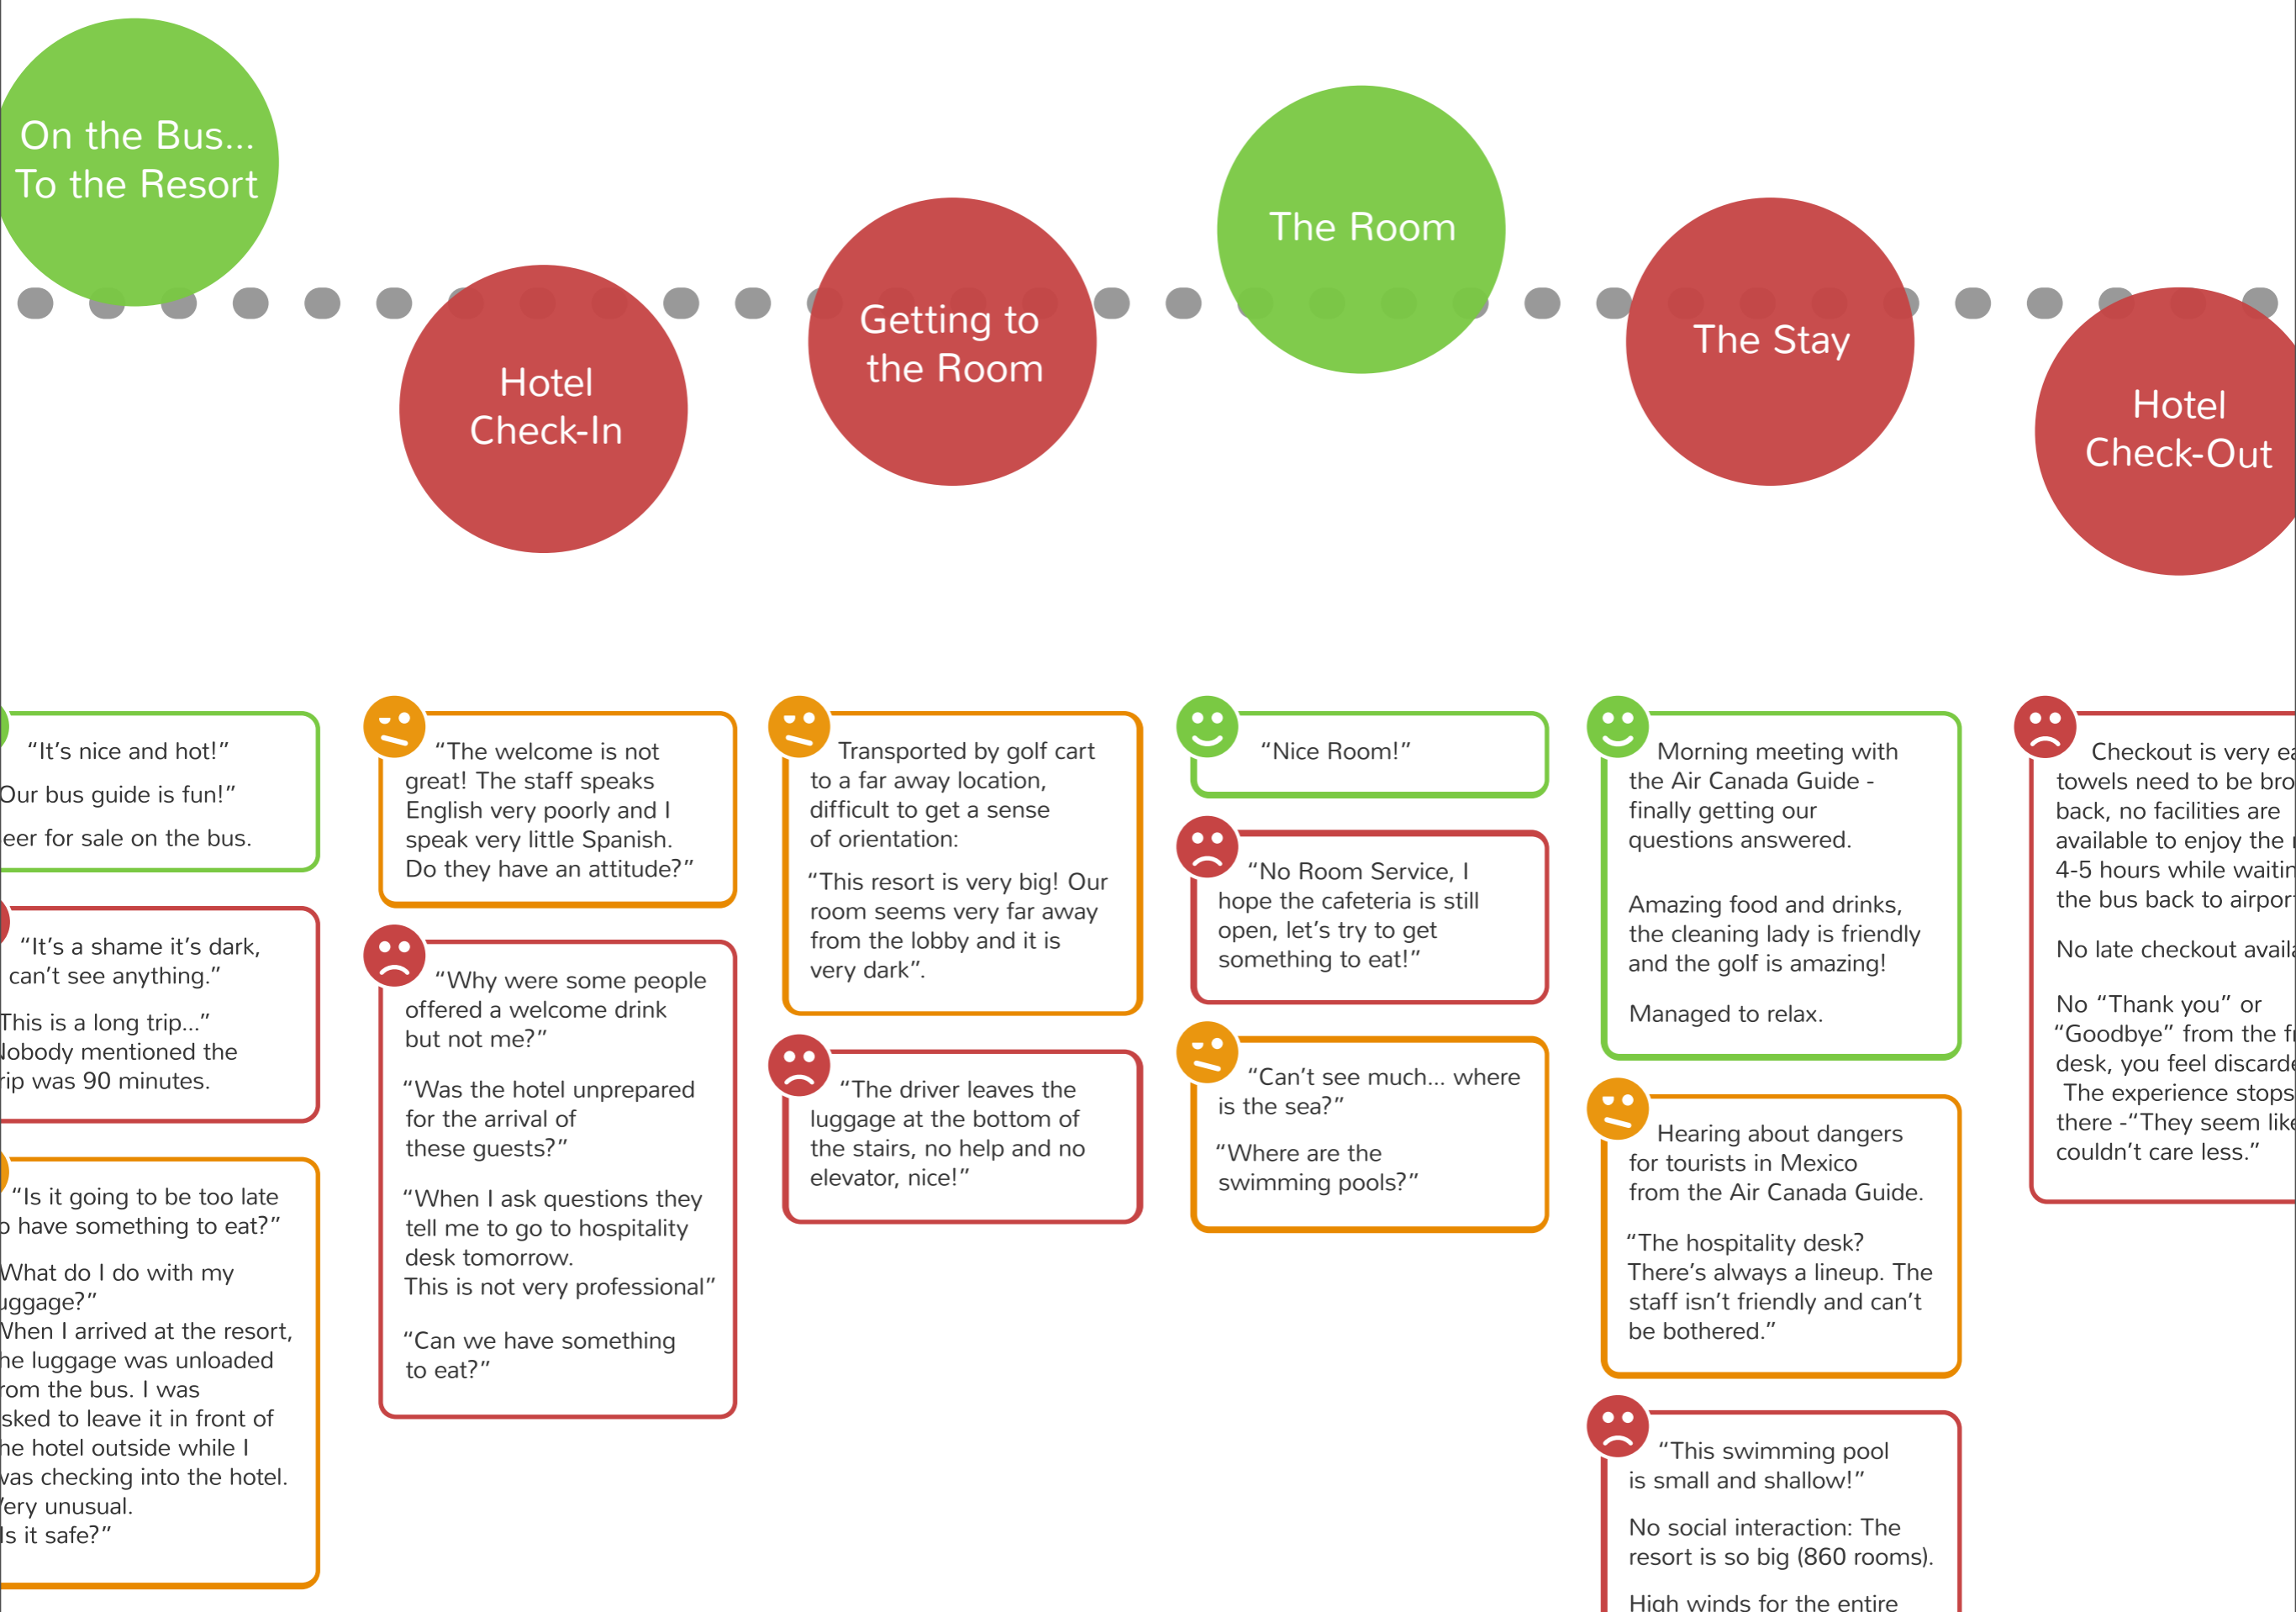 On the Bus...
To the Resort
Hotel
Check-In
Getting to
the Room
The Room
The Stay
Hotel
Check-Out
“It’s nice and hot!”
Our bus guide is fun!”
for sale on the bus.
“It’s a shame it’s dark,
can’t see anything.”
This is a long trip...”
mentioned the
was 90 minutes.
“Is it going to be too late
have something to eat?”
What do I do with my
When I arrived at the resort,
luggage was unloaded
the bus. I was
to leave it in front of
hotel outside while I
checking into the hotel.
unusual.
Is it safe?”
“The welcome is not
great! The staff speaks
English very poorly and I
speak very little Spanish.
Do they have an attitude?”
“Why were some people
offered a welcome drink
but not me?”
“Was the hotel unprepared
for the arrival of
these guests?”
“When I ask questions they
tell me to go to hospitality
desk tomorrow.
This is not very professional”
“Can we have something
to eat?”
Transported by golf cart
to a far away location,
difficult to get a sense
of orientation:
“This resort is very big! Our
room seems very far away
from the lobby and it is
very dark”.
“The driver leaves the
luggage at the bottom of
the stairs, no help and no
elevator, nice!”
“Nice Room!”
“No Room Service, I
hope the cafeteria is still
open, let’s try to get
something to eat!”
“Can’t see much... where
is the sea?”
“Where are the
swimming pools?”
Morning meeting with
the Air Canada Guide -
finally getting our
questions answered.
Amazing food and drinks,
the cleaning lady is friendly
and the golf is amazing!
Managed to relax.
Hearing about dangers
for tourists in Mexico
from the Air Canada Guide.
“The hospitality desk?
There’s always a lineup. The
staff isn’t friendly and can’t
be bothered.”
“This swimming pool
is small and shallow!”
No social interaction: The
resort is so big (860 rooms).
High winds for the entire
Checkout is very
towels need to be
back, no facilities are
available to enjoy the
4-5 hours while
the bus back to
No late checkout
No “Thank you” or
“Goodbye” from the
desk, you feel
The experience stops
there -“They seem
couldn’t care less.”